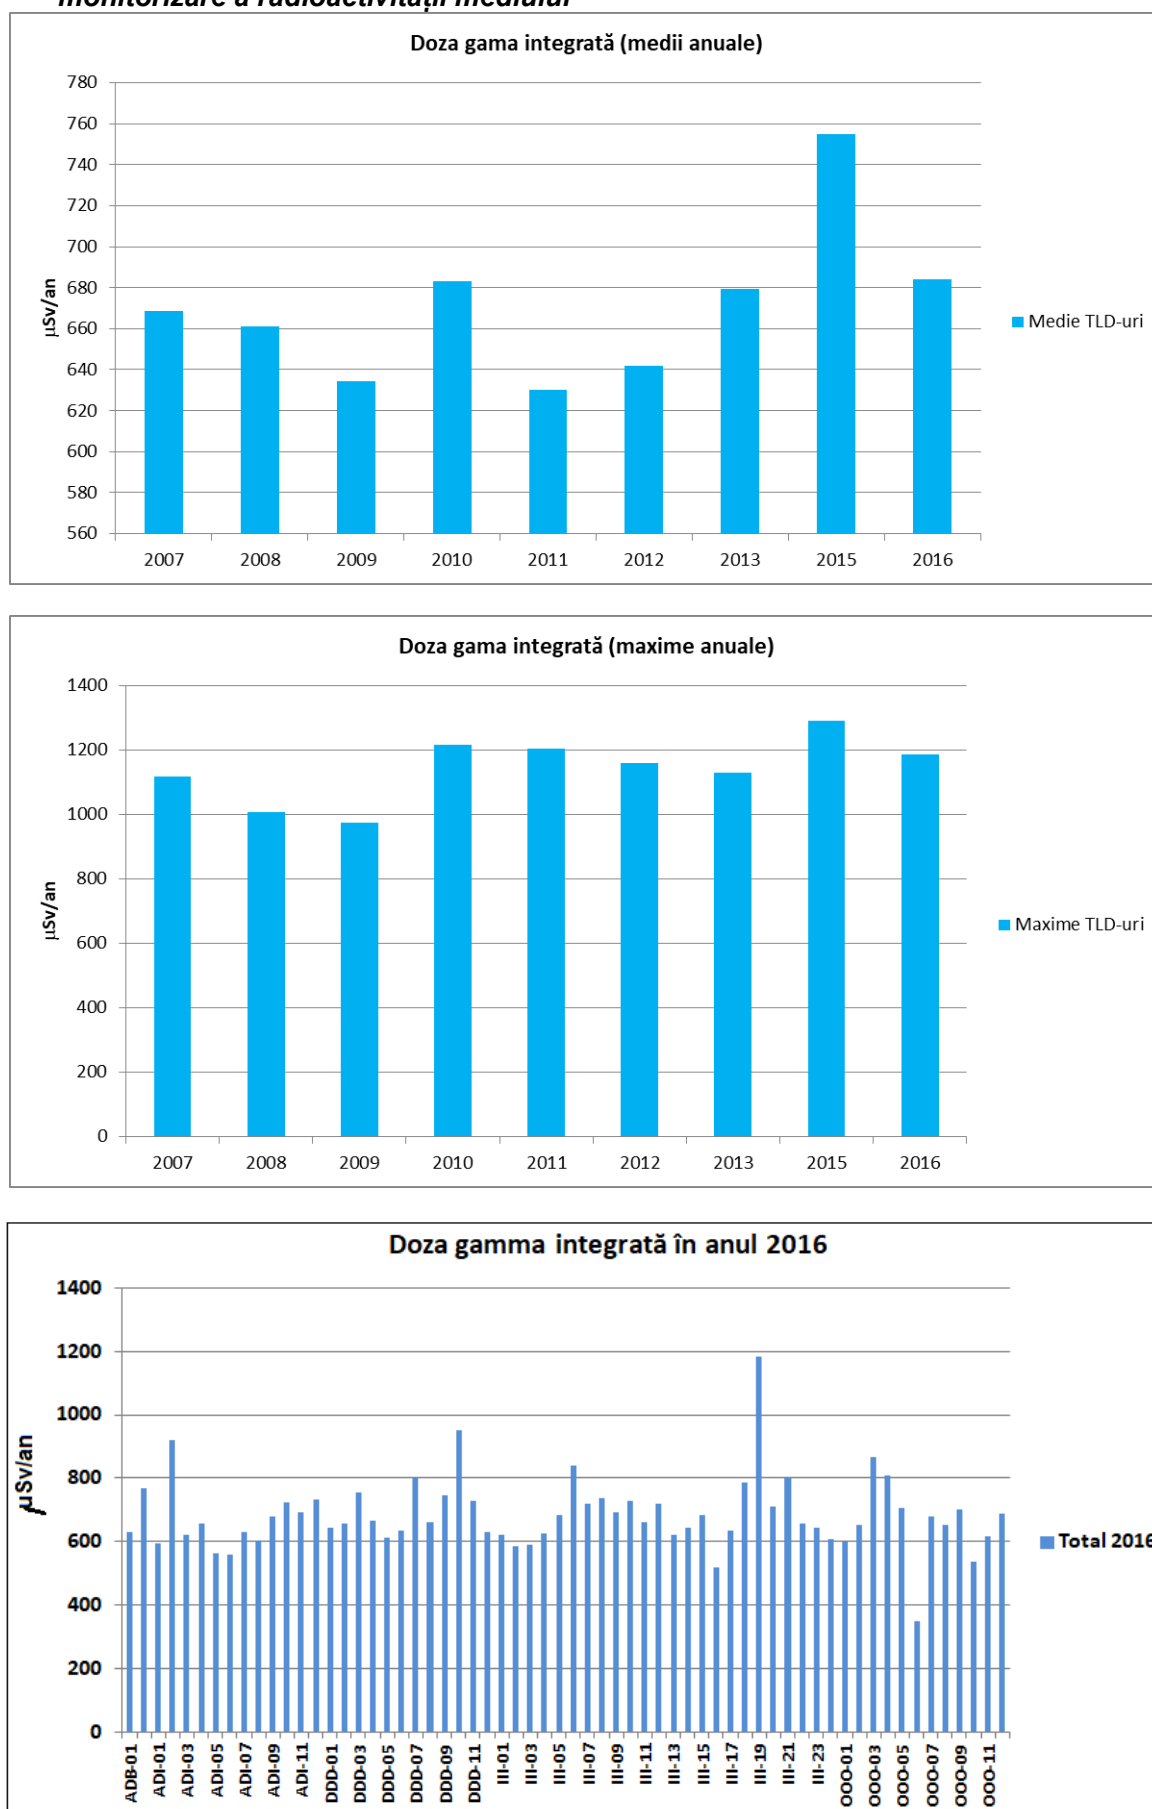 monitorizare a radioactivității mediului
Doza gama integrată (medii anuale)
780
760
740
720
700
680
660
640
620
600
580
560
µSv/an
2007 2008 2009 2010 2011 2012 2013 2015 2016
Medie TLD-uri
Doza gama integrată (maxime anuale)
1400
1200
1000
800
600
400
200
0
µSv/an
2007 2008 2009 2010 2011 2012 2013 2015 2016
Maxime TLD-uri
Doza gamma integrată în anul 2016
1400
1200
1000
800
600
400
200
0
µSv/an
ADB-01 ADI-01 ADI-03 ADI-05 ADI-07 ADI-09 ADI-11 DDD-01 DDD-03 DDD-05 DDD-07 DDD-09 DDD-11 III-01 III-03 III-05 III-07 III-09 III-11 III-13 III-15 III-17 III-19 III-21 III-23 OOO-01 OOO-03 OOO-05 OOO-07 OOO-09 OOO-11
Total 2016